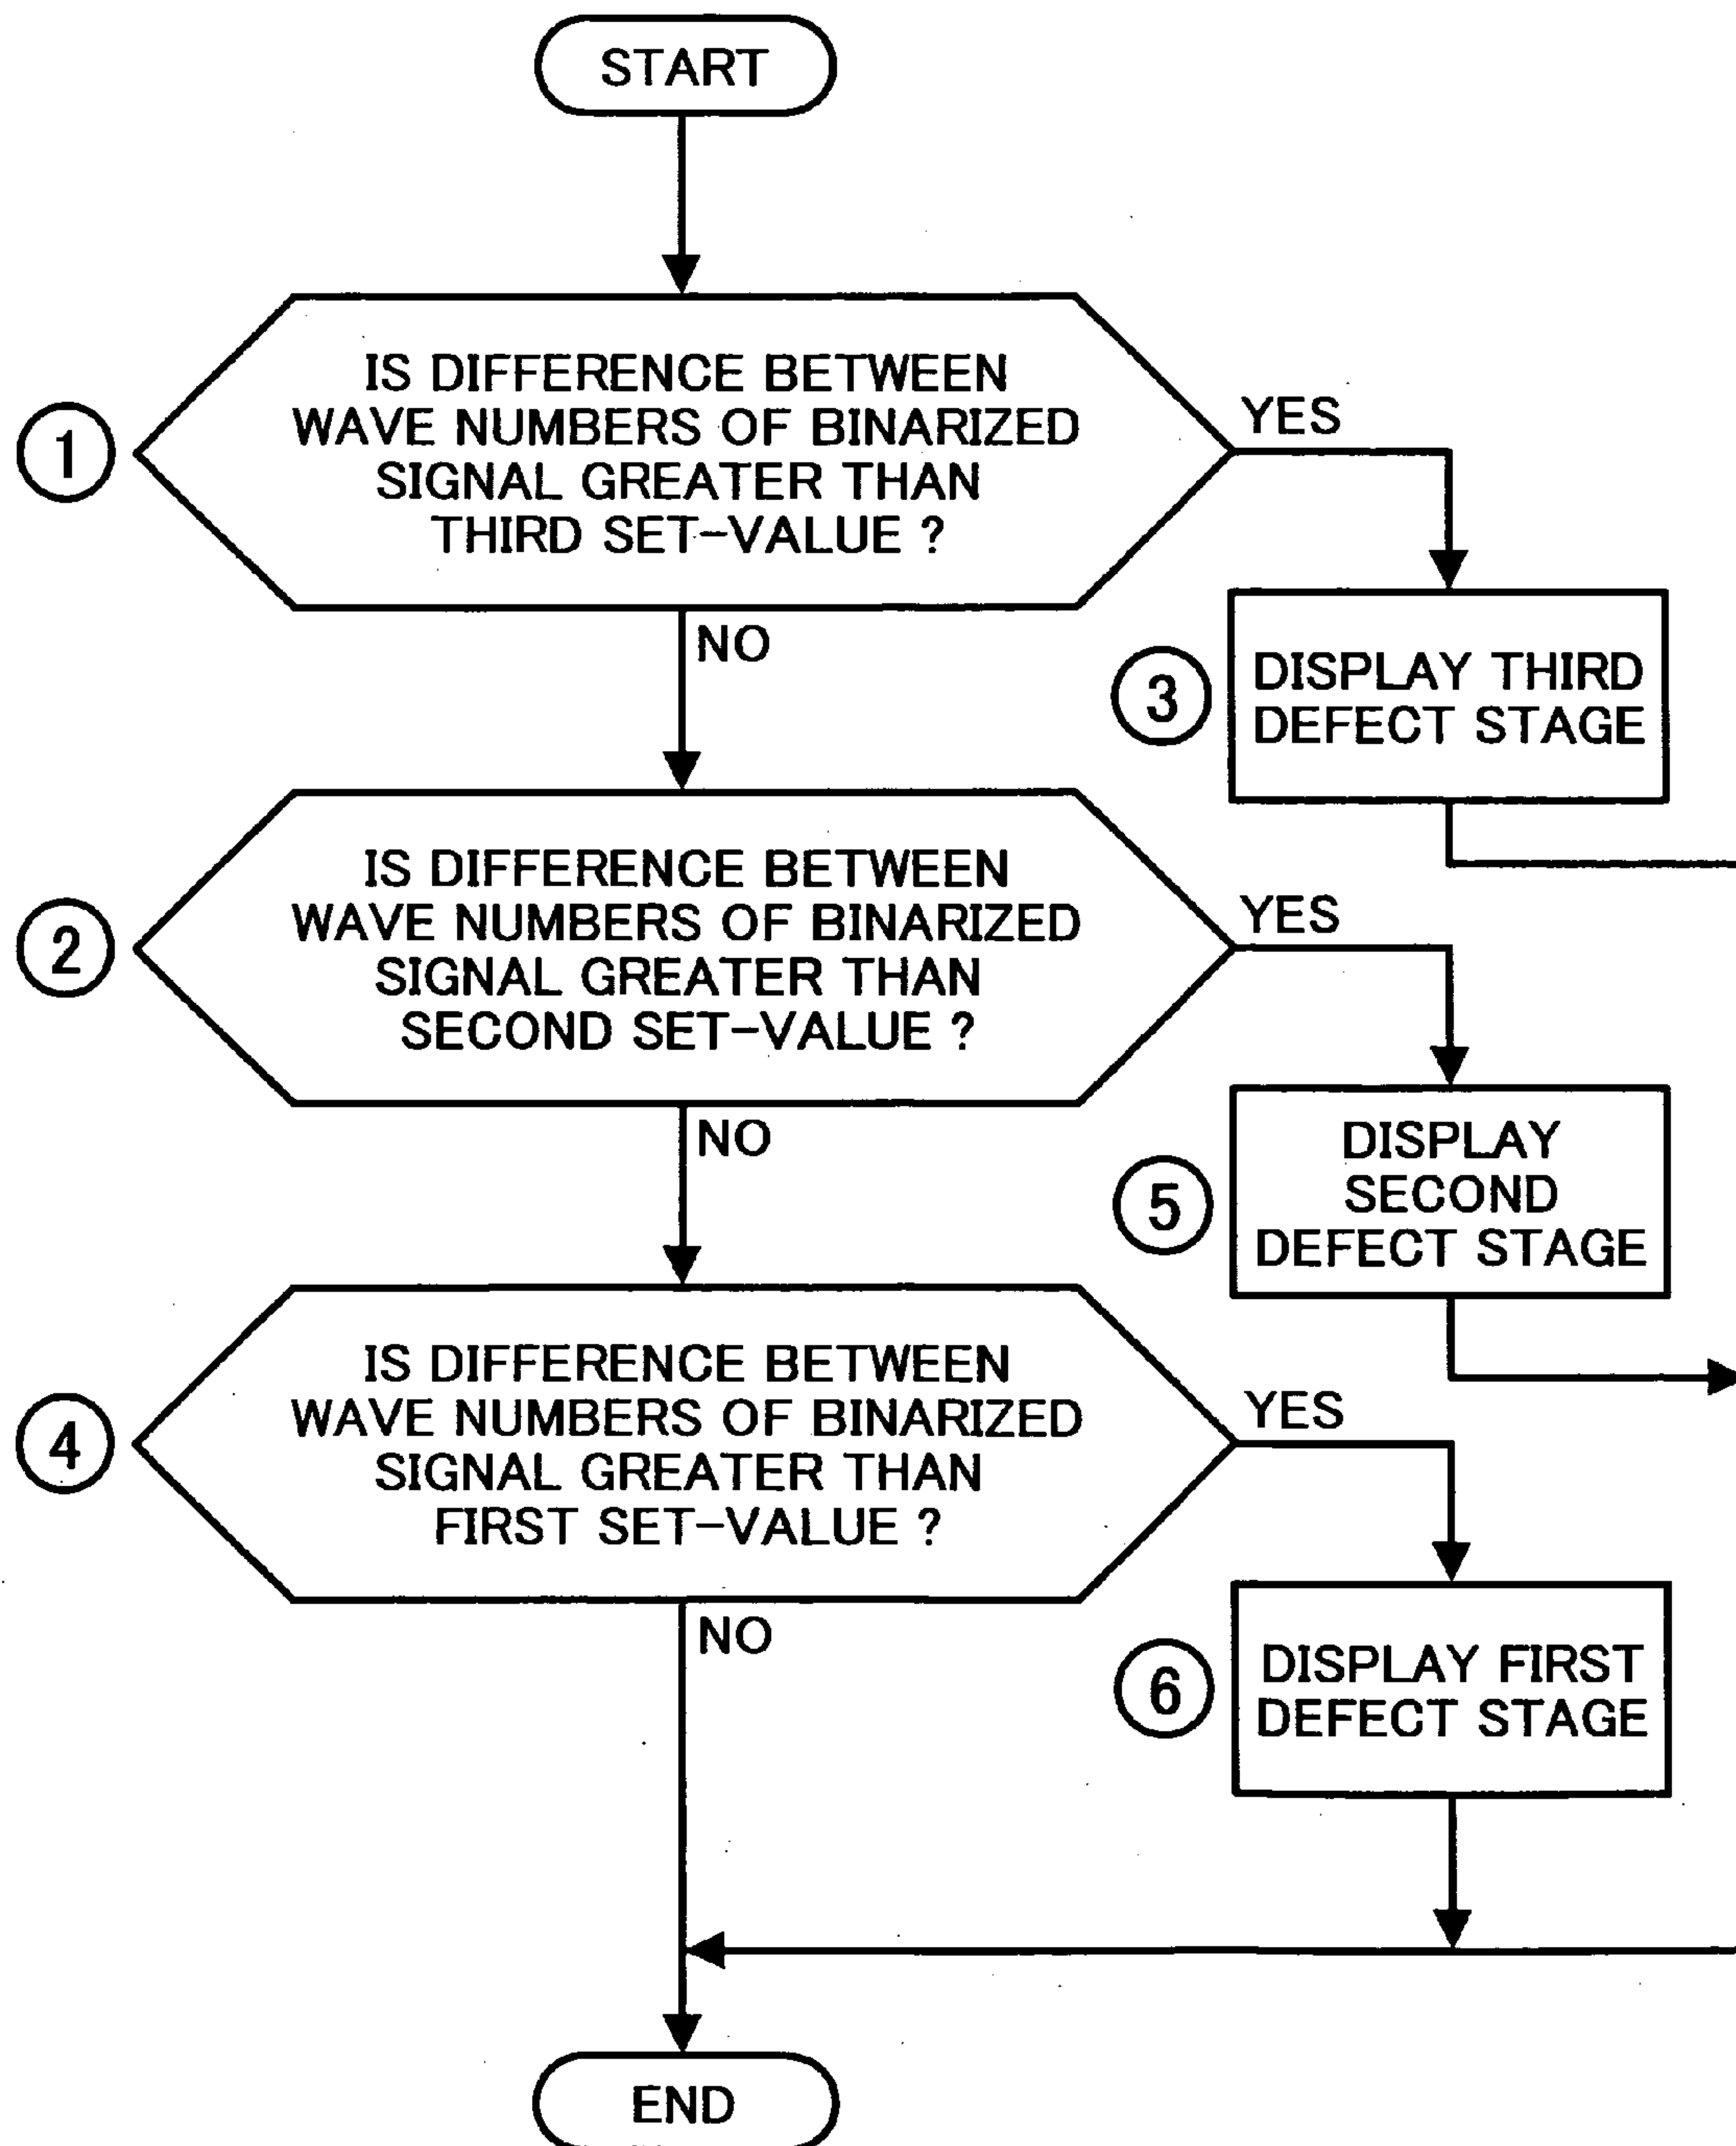 START
1
IS DIFFERENCE BETWEEN
WAVE NUMBERS OF BINARIZED
SIGNAL GREATER THAN
THIRD SET-VALUE ?
YES
NO
3
DISPLAY THIRD
DEFECT STAGE
2
IS DIFFERENCE BETWEEN
WAVE NUMBERS OF BINARIZED
SIGNAL GREATER THAN
SECOND SET-VALUE ?
YES
NO
5
DISPLAY
SECOND
DEFECT STAGE
4
IS DIFFERENCE BETWEEN
WAVE NUMBERS OF BINARIZED
SIGNAL GREATER THAN
FIRST SET-VALUE ?
YES
NO
6
DISPLAY FIRST
DEFECT STAGE
END